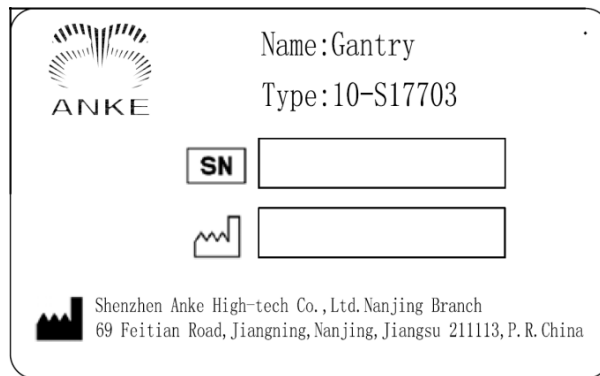 Name:Gantry
ANKE
Type:10-S17703
SN
Shenzhen Anke High-tech Co.,Ltd.Nanjing Branch
69 Feitian Road,Jiangning,Nanjing,Jiangsu 211113,P.R.China